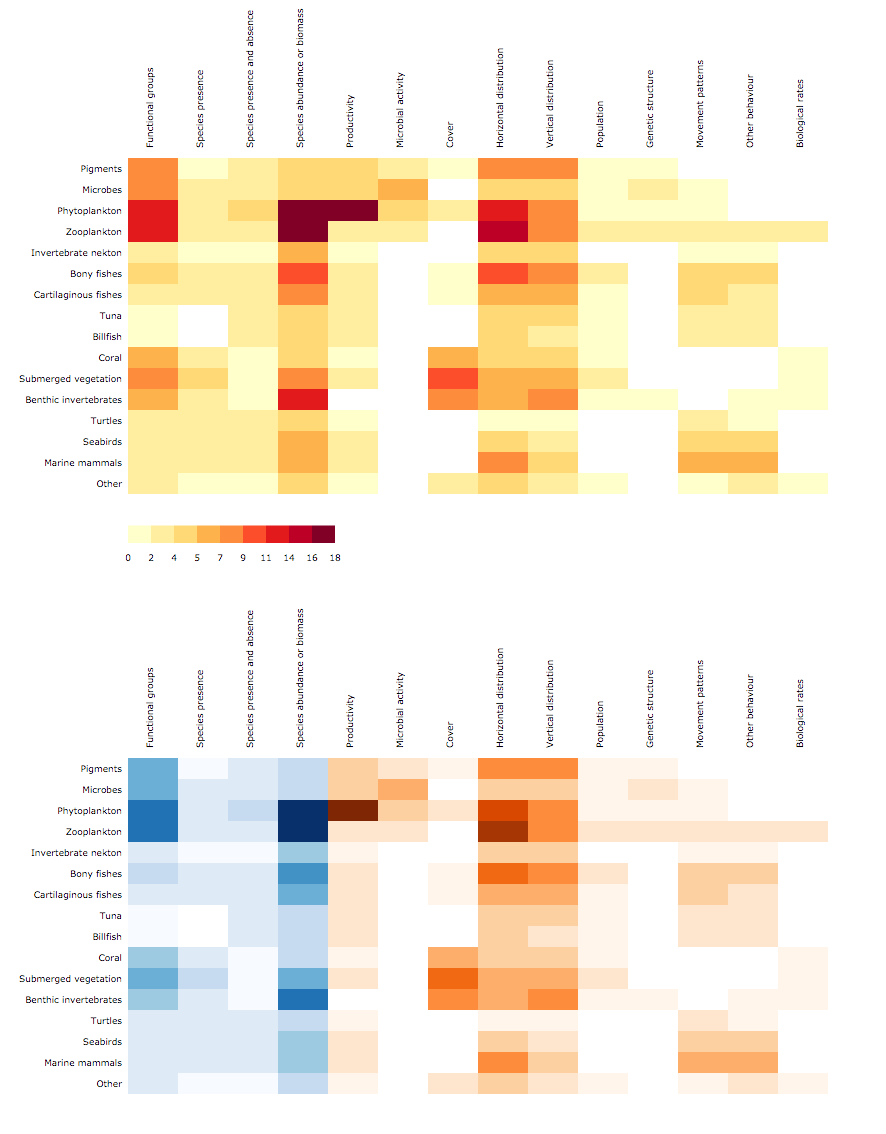 Functional groups
Species presence
Species presence and absence
Species abundance or biomass
Productivity
Microbial activity
Cover
Horizontal distribution
Vertical distribution
Population
Genetic structure
Movement patterns
Other behaviour
Biological rates
Pigments
Microbes
Phytoplankton
Zooplankton
Invertebrate nekton
Bony fishes
Cartilaginous fishes
Tuna
Billfish
Coral
Submerged vegetation
Benthic invertebrates
Turtles
Seabirds
Marine mammals
Other
0 2 4 5 7 9 11 14 16 18
Functional groups
Species presence
Species presence and absence
Species abundance or biomass
Productivity
Microbial activity
Cover
Horizontal distribution
Vertical distribution
Population
Genetic structure
Movement patterns
Other behaviour
Biological rates
Pigments
Microbes
Phytoplankton
Zooplankton
Invertebrate nekton
Bony fishes
Cartilaginous fishes
Tuna
Billfish
Coral
Submerged vegetation
Benthic invertebrates
Turtles
Seabirds
Marine mammals
Other